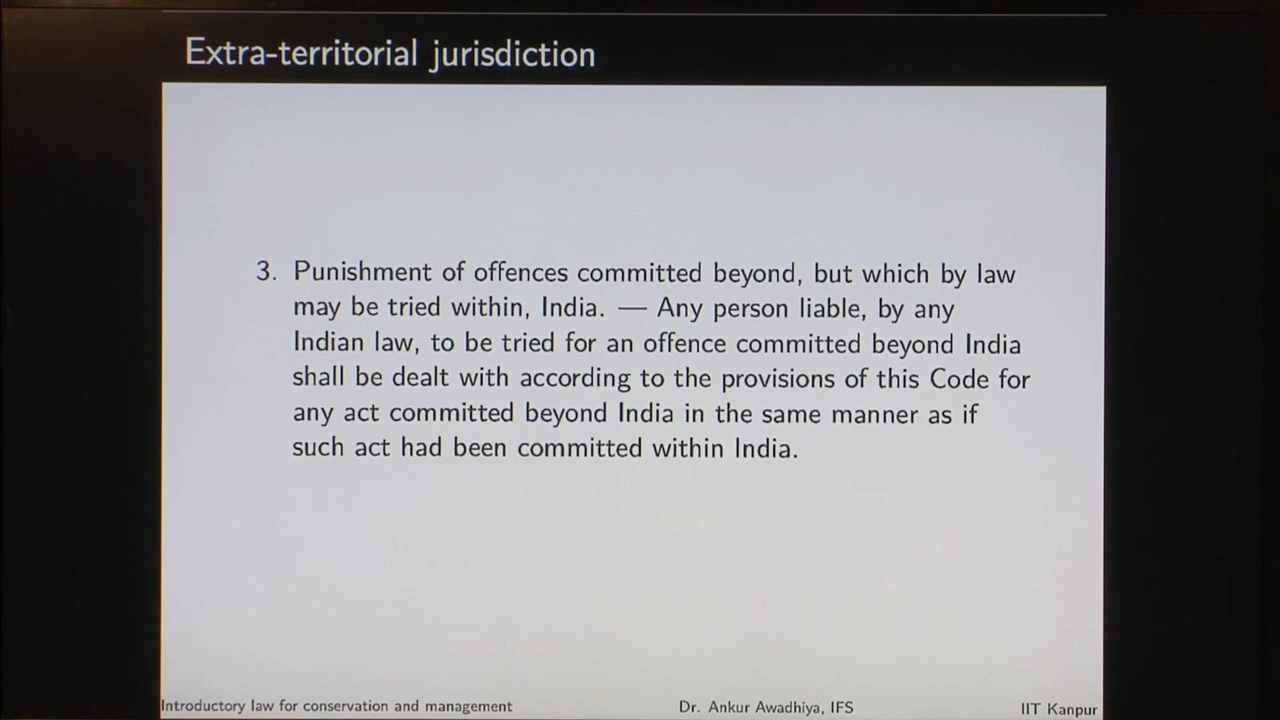 Extra-territorial jurisdiction
3. Punishment of offences committed beyond, but which by law
may be tried within, India. — Any person liable, by any
Indian law, to be tried for an offence committed beyond India
shall be dealt with according to the provisions of this Code for
any act committed beyond India in the same manner as if
such act had been committed within India.
Introductory law for conservation and management Dr. Ankur Awadhiya, IFS IIT Kanpur